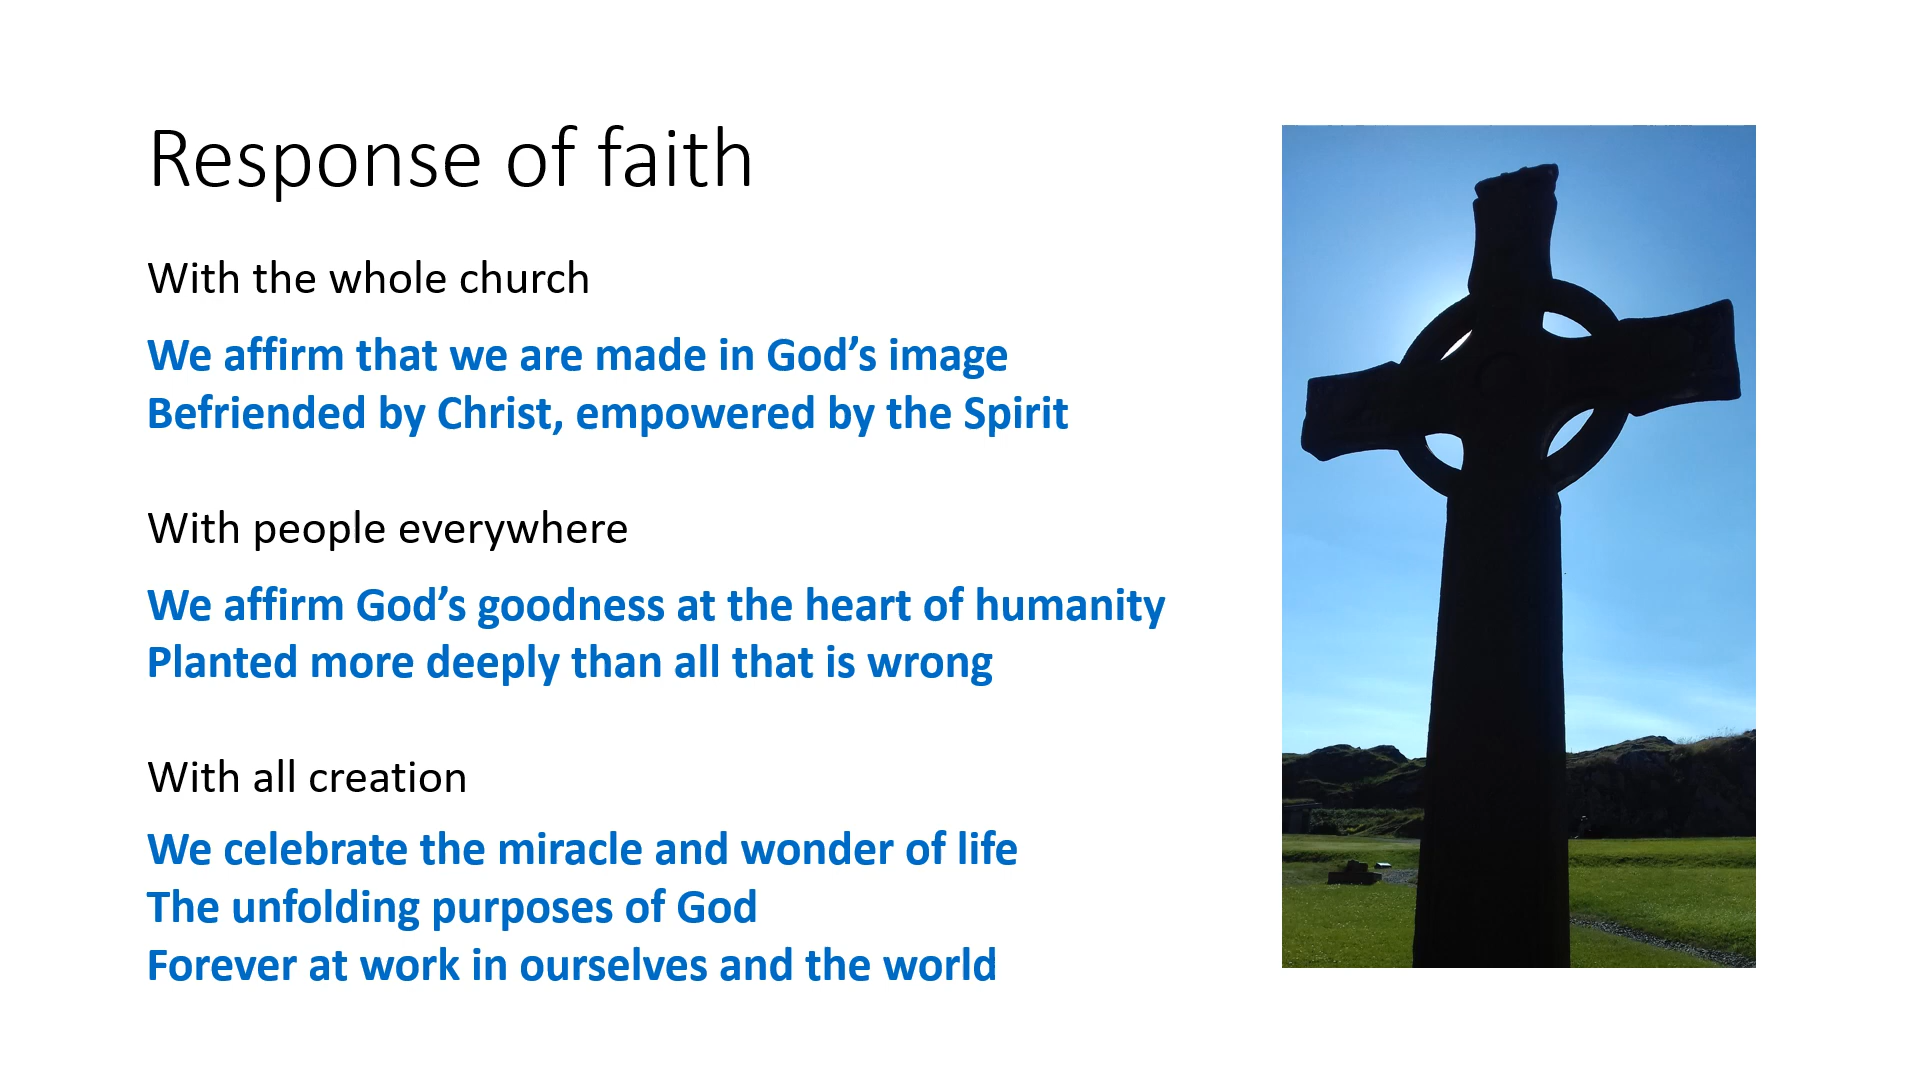 Response of faith
With the whole church
We affirm that we are made in God’s image
Befriended by Christ, empowered by the Spirit
With people everywhere
We affirm God’s goodness at the heart of humanity
Planted more deeply than all that is wrong
With all creation
We celebrate the miracle and wonder of life
The unfolding purposes of God
Forever at work in ourselves and the world